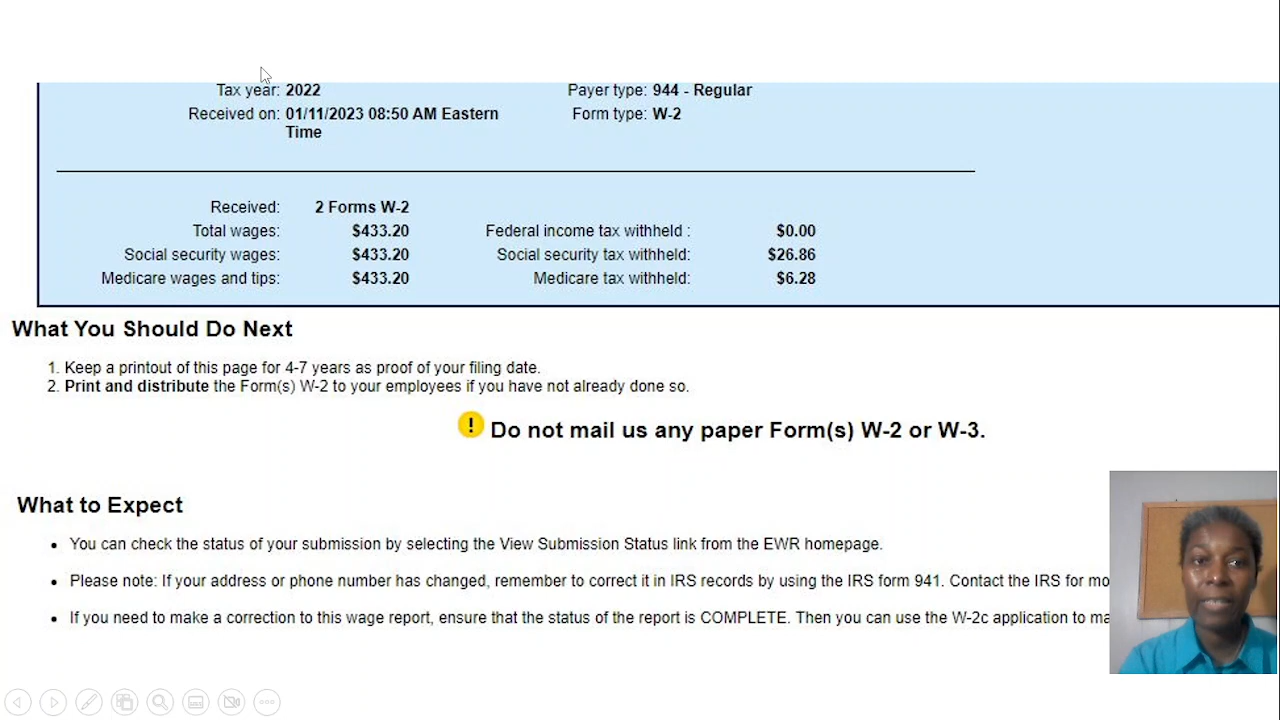 Tax year: 2022 Payer type: 944 - Regular
Received on: 01/11/2023 08:50 AM Eastern Form type: W-2
Time
Received: 2 Forms W-2
Total wages: $433.20 Federal income tax withheld : $0.00
Social security wages: $433.20 Social security tax withheld: $26.86
Medicare wages and tips: $433.20 Medicare tax withheld: $6.28
What You Should Do Next
1. Keep a printout of this page for 4-7 years as proof of your filing date.
2. Print and distribute the Form(s) W-2 to your employees if you have not already done so.
! Do not mail us any paper Form(s) W-2 or W-3.
What to Expect
• You can check the status of your submission by selecting the View Submission Status link from the EWR homepage.
• Please note: If your address or phone number has changed, remember to correct it in IRS records by using the IRS form 941. Contact the IRS for mo
• If you need to make a correction to this wage report, ensure that the status of the report is COMPLETE. Then you can use the W-2c application to ma